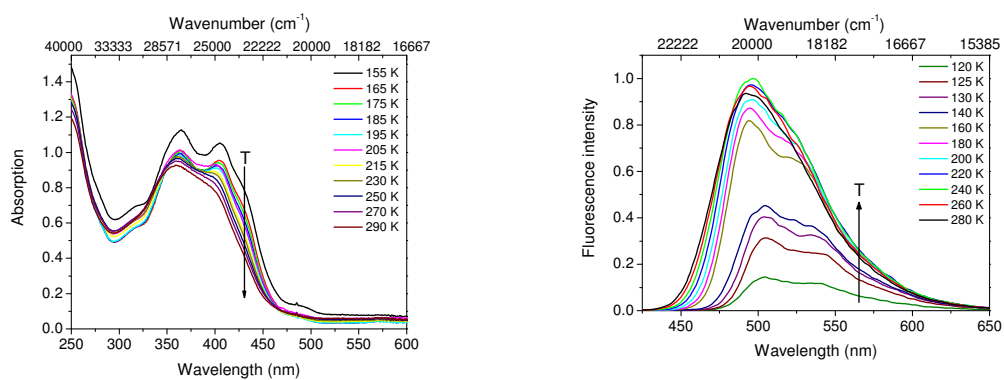 Wavenumber (cm-1)
40000 33333 28571 25000 22222 20000 18182 16667
1.4
1.2
1.0
0.8
0.6
0.4
0.2
0.0
Absorption
155 K
165 K
175 K
185 K
195 K
205 K
215 K
230 K
250 K
270 K
290 K
T
250 300 350 400 450 500 550 600
Wavelength (nm)
Wavenumber (cm-1)
22222 20000 18182 16667 15385
1.0
0.8
0.6
0.4
0.2
0.0
Fluorescence intensity
120 K
125 K
130 K
140 K
160 K
180 K
200 K
220 K
240 K
260 K
280 K
T
450 500 550 600 650
Wavelength (nm)